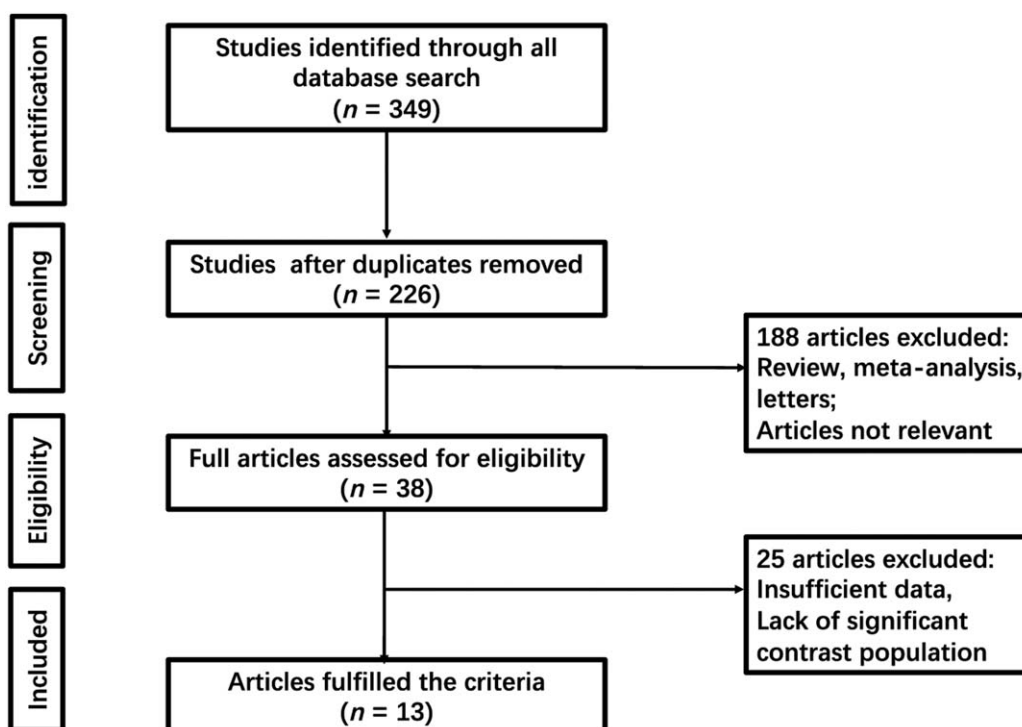 identification
Studies identified through all
database search
(n = 349)
Screening
Studies after duplicates removed
(n = 226)
188 articles excluded:
Review, meta-analysis,
letters;
Articles not relevant
Eligibility
Full articles assessed for eligibility
(n = 38)
25 articles excluded:
Insufficient data,
Lack of significant
contrast population
Included
Articles fulfilled the criteria
(n = 13)